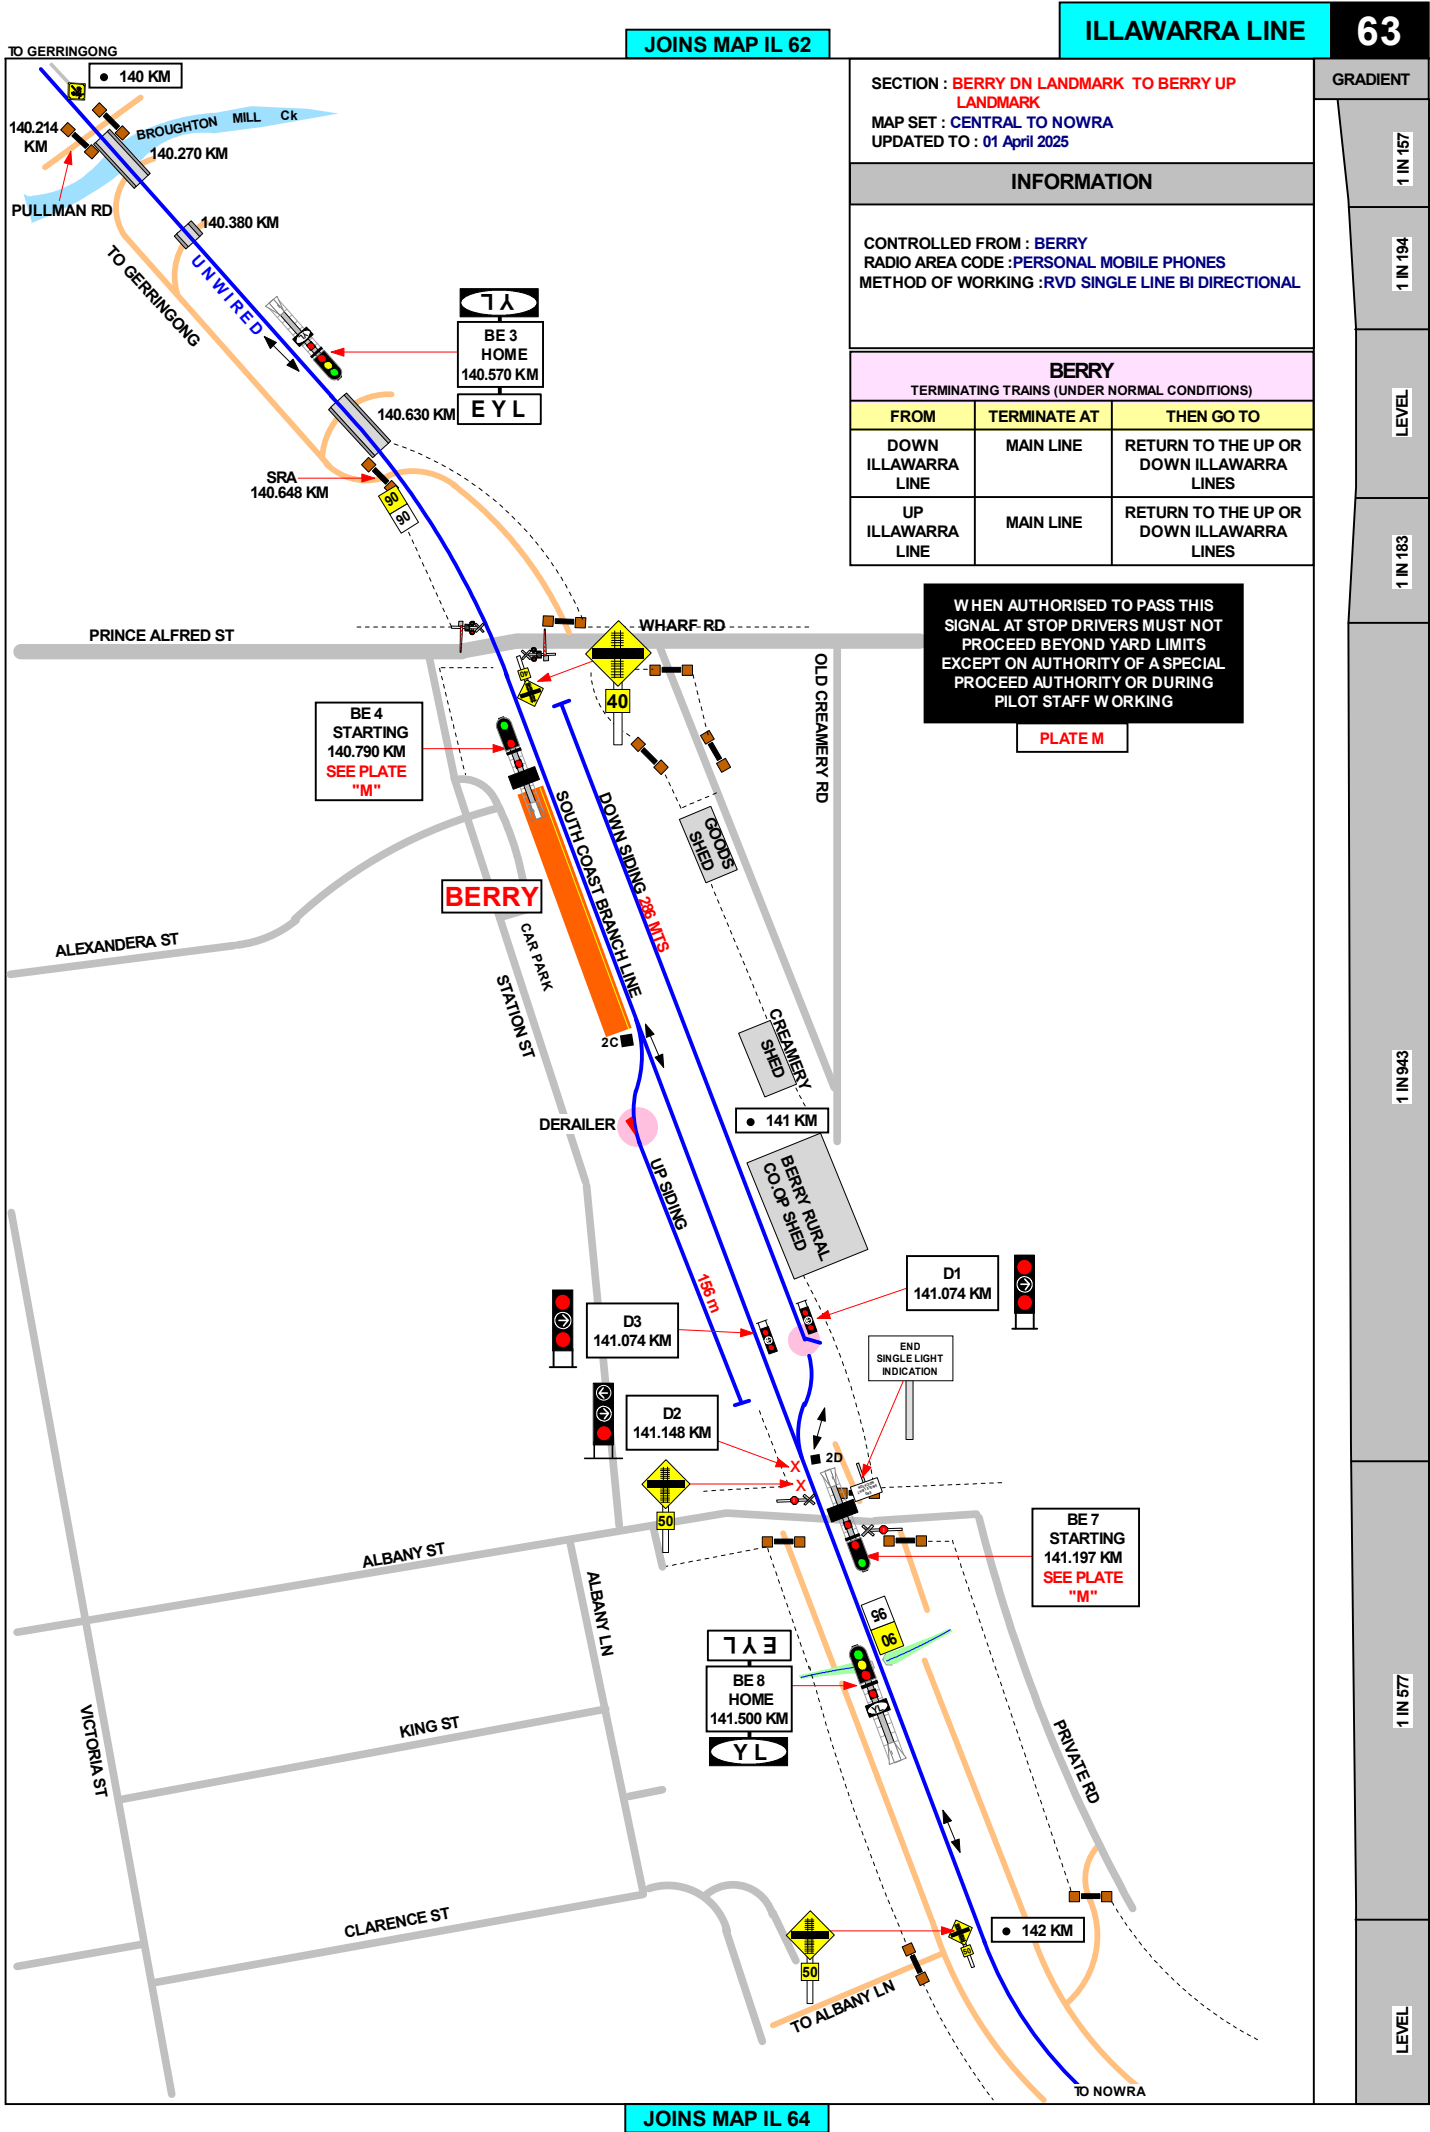 ILLAWARRA LINE
63
JOINS MAP IL 62
TO GERRINGONG
GRADIENT
SECTION : BERRY DN LANDMARK TO BERRY UP
LANDMARK
MAP SET : CENTRAL TO NOWRA
UPDATED TO : 01 April 2025
INFORMATION
CONTROLLED FROM : BERRY
RADIO AREA CODE :PERSONAL MOBILE PHONES
METHOD OF WORKING :RVD SINGLE LINE BI DIRECTIONAL
BERRY
TERMINATING TRAINS (UNDER NORMAL CONDITIONS)
FROM TERMINATE AT THEN GO TO
DOWN
ILLAWARRA
LINE
MAIN LINE
RETURN TO THE UP OR
DOWN ILLAWARRA
LINES
UP
ILLAWARRA
LINE
MAIN LINE
RETURN TO THE UP OR
DOWN ILLAWARRA
LINES
WHEN AUTHORISED TO PASS THIS
SIGNAL AT STOP DRIVERS MUST NOT
PROCEED BEYOND YARD LIMITS
EXCEPT ON AUTHORITY OF A SPECIAL
PROCEED AUTHORITY OR DURING
PILOT STAFF WORKING
PLATE M
1 IN 157
1 IN 194
LEVEL
1 IN 183
1 IN 943
1 IN 577
LEVEL
140 KM
140.214
KM
BROUGHTON MILL Ck
140.270 KM
PULLMAN RD
140.380 KM
TO GERRINGONG
UNWIRED
YL
BE 3
HOME
140.570 KM
EYL
140.630 KM
SRA
140.648 KM
90
90
PRINCE ALFRED ST
WHARF RD
40
40
OLD CREAMERY RD
BE 4
STARTING
140.790 KM
SEE PLATE
"M"
SOUTH COAST BRANCH LINE
DOWN SIDING 286 MTS
GOODS
SHED
BERRY
CAR PARK
ALEXANDERA ST
STATION ST
2C
CREAMERY
SHED
DERAILER
141 KM
UP SIDING
156 m
BERRY RURAL
CO.OP SHED
D1
141.074 KM
D3
141.074 KM
END
SINGLE LIGHT
INDICATION
D2
141.148 KM
X
X
2D
50
BE 7
STARTING
141.197 KM
SEE PLATE
"M"
ALBANY ST
ALBANY LN
95
90
EYL
BE 8
HOME
141.500 KM
YL
VICTORIA ST
KING ST
PRIVATE RD
CLARENCE ST
142 KM
50
50
TO ALBANY LN
TO NOWRA
JOINS MAP IL 64